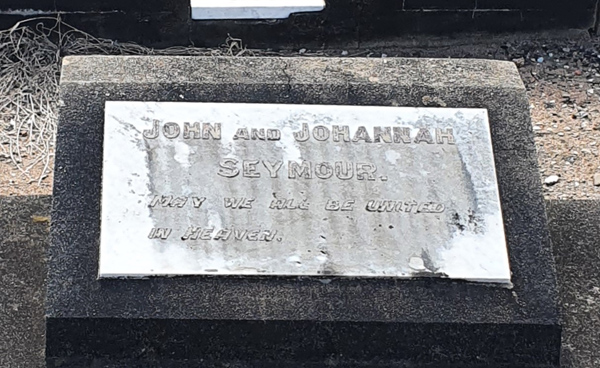 JOHN AND JOHANNAH
SEYMOUR.
MAY WE ALL BE UNITED
IN HEAVEN.